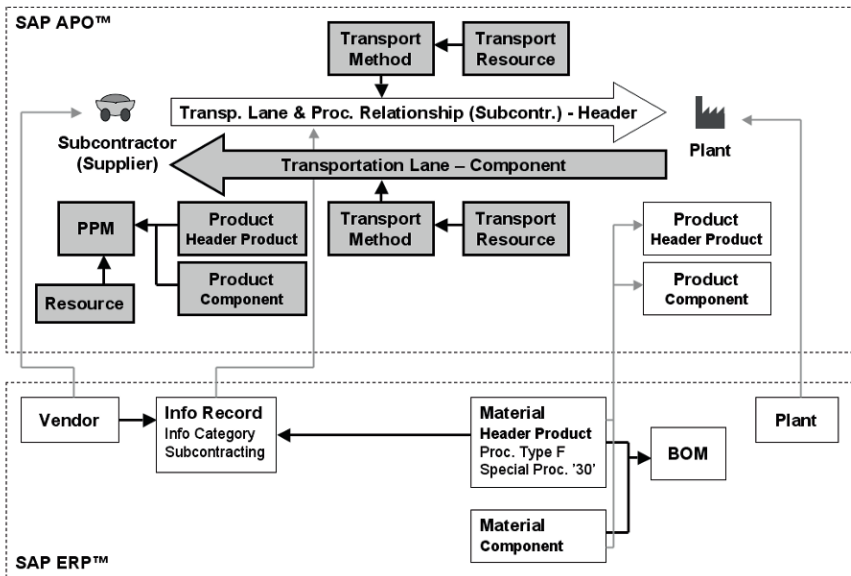 SAP APO™
Transport
Method
Transport
Resource
Transp. Lane & Proc. Relationship (Subcontr.) - Header
Subcontractor
(Supplier)
Plant
Transportation Lane – Component
PPM
Product
Header Product
Transport
Method
Transport
Resource
Product
Header Product
Product
Component
Product
Component
Resource
Vendor
Info Record
Info Category
Subcontracting
Material
Header Product
Proc. Type F
Special Proc. '30'
BOM
Plant
Material
Component
SAP ERP™